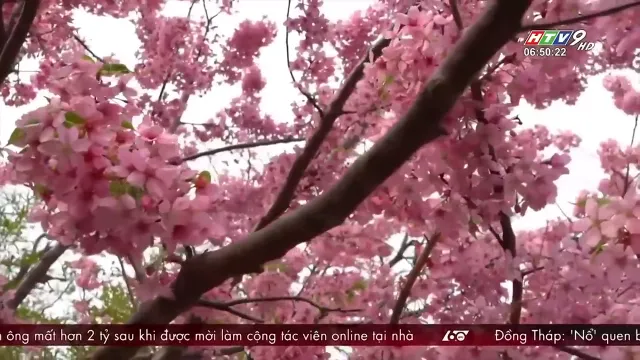 HTV9 HD
06:50:22
n ông mất hơn 2 tỷ sau khi được mời làm cộng tác viên online tại nhà
60
Đồng Tháp: 'Nổ' quen b